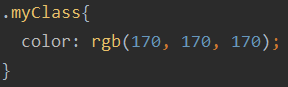 .myClass{
  color: rgb(170, 170, 170);
}